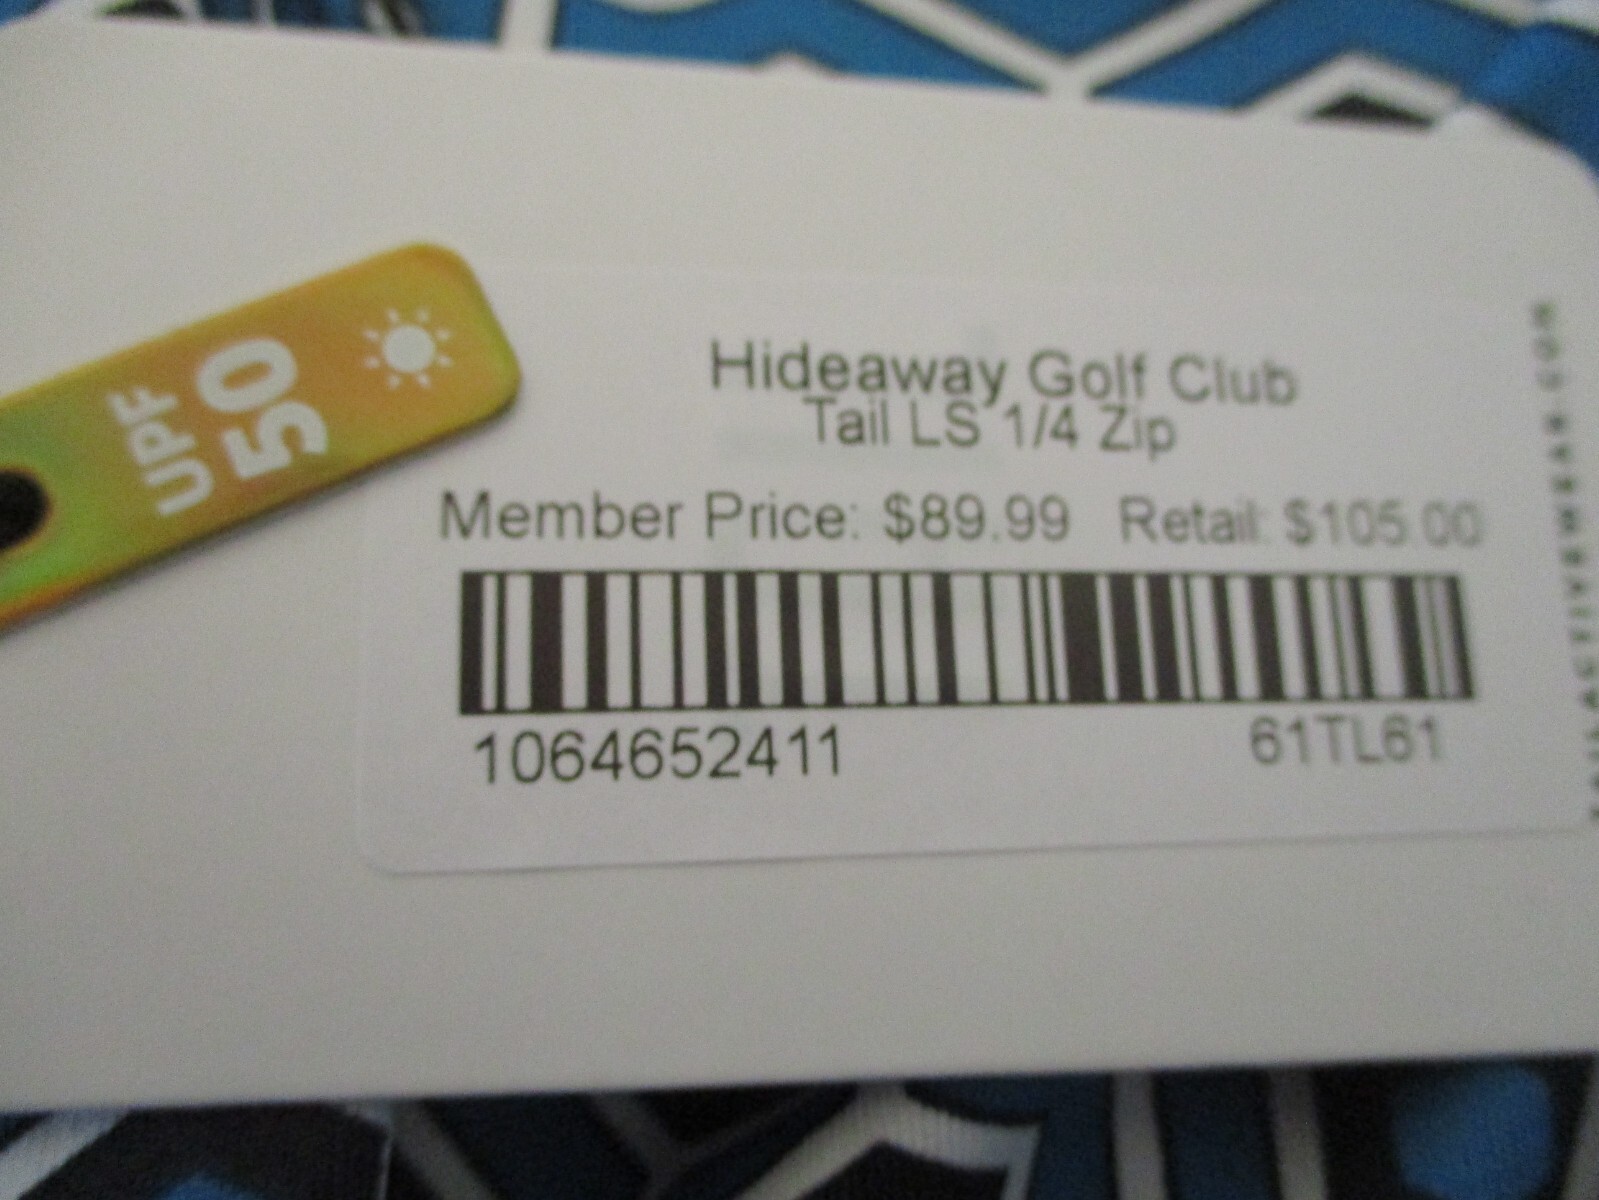 UPF
50
Hideaway Golf Club
Tail LS 1/4 Zip
Member Price: $89.99 Retail: $105.00
1064652411 61TL61